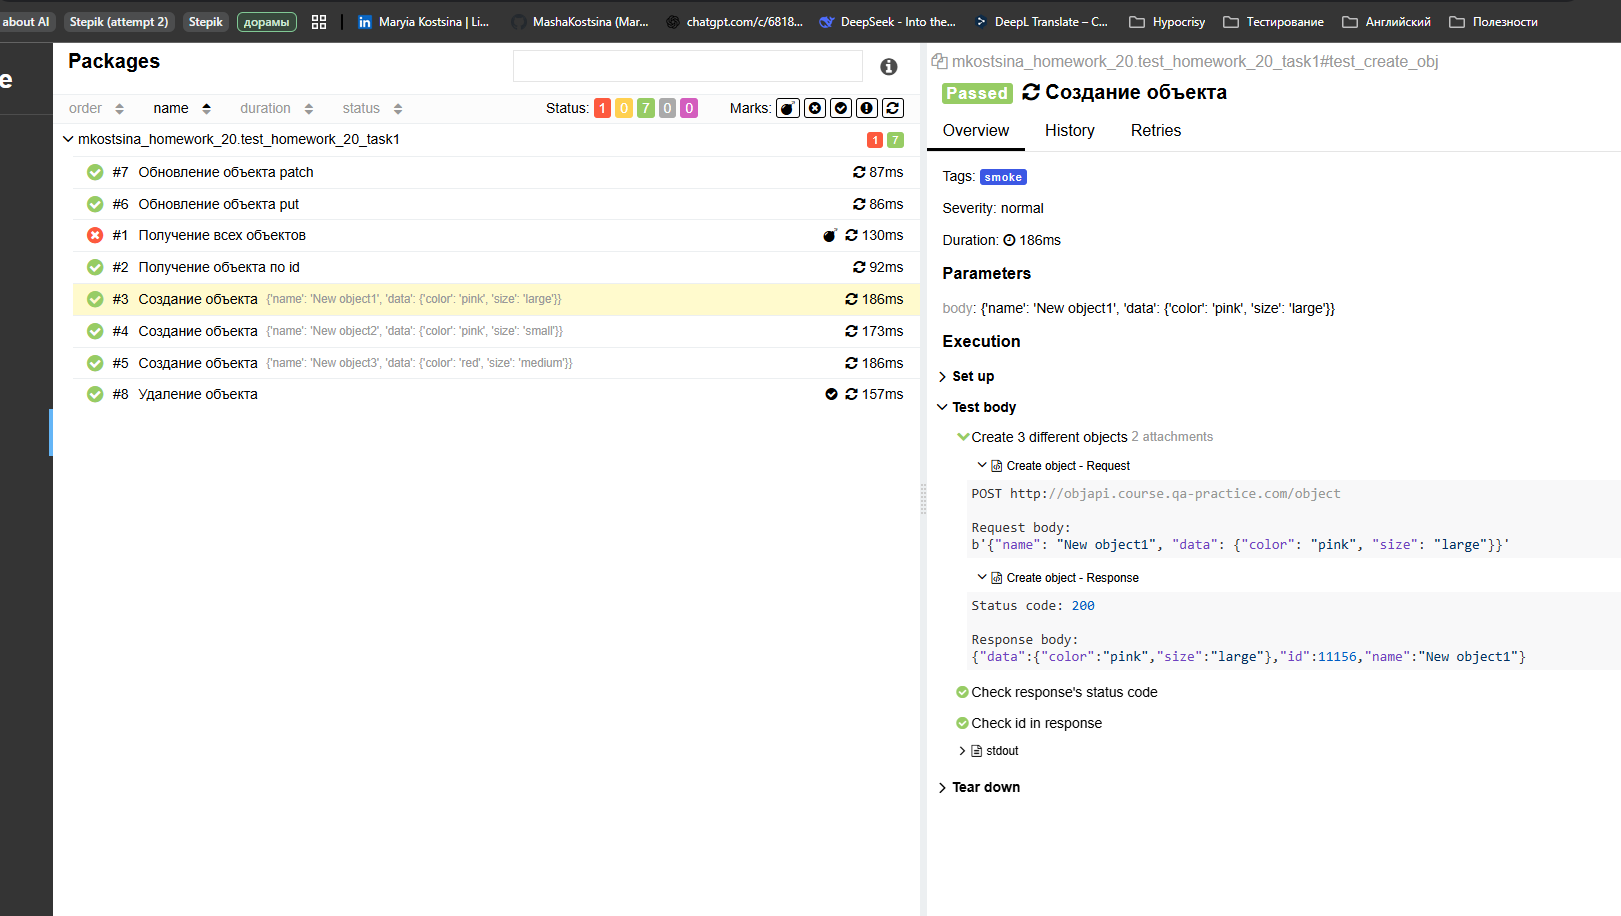 about AI Stepik (attempt 2) Stepik дорамы Maryia Kostsina | Li... MashaKostsina (Mar... chatgpt.com/c/6818... DeepSeek - Into the... DeepL Translate – C... Hypocrisy Тестирование Английский Полезности
e
Packages
order name duration status Status: 1 0 7 0 0 Marks:
mkostsina_homework_20.test_homework_20_task1 1 7
#7 Обновление объекта patch 87ms
#6 Обновление объекта put 86ms
#1 Получение всех объектов 130ms
#2 Получение объекта по id 92ms
#3 Создание объекта {'name': 'New object1', 'data': {'color': 'pink', 'size': 'large'}} 186ms
#4 Создание объекта {'name': 'New object2', 'data': {'color': 'pink', 'size': 'small'}} 173ms
#5 Создание объекта {'name': 'New object3', 'data': {'color': 'red', 'size': 'medium'}} 186ms
#8 Удаление объекта 157ms
mkostsina_homework_20.test_homework_20_task1#test_create_obj
Passed Создание объекта
Overview History Retries
Tags: smoke
Severity: normal
Duration: 186ms
Parameters
body: {'name': 'New object1', 'data': {'color': 'pink', 'size': 'large'}}
Execution
Set up
Test body
Create 3 different objects 2 attachments
Create object - Request
POST http://objapi.course.qa-practice.com/object
Request body:
b'{"name": "New object1", "data": {"color": "pink", "size": "large"}}'
Create object - Response
Status code: 200
Response body:
{"data":{"color":"pink","size":"large"},"id":11156,"name":"New object1"}
Check response's status code
Check id in response
stdout
Tear down